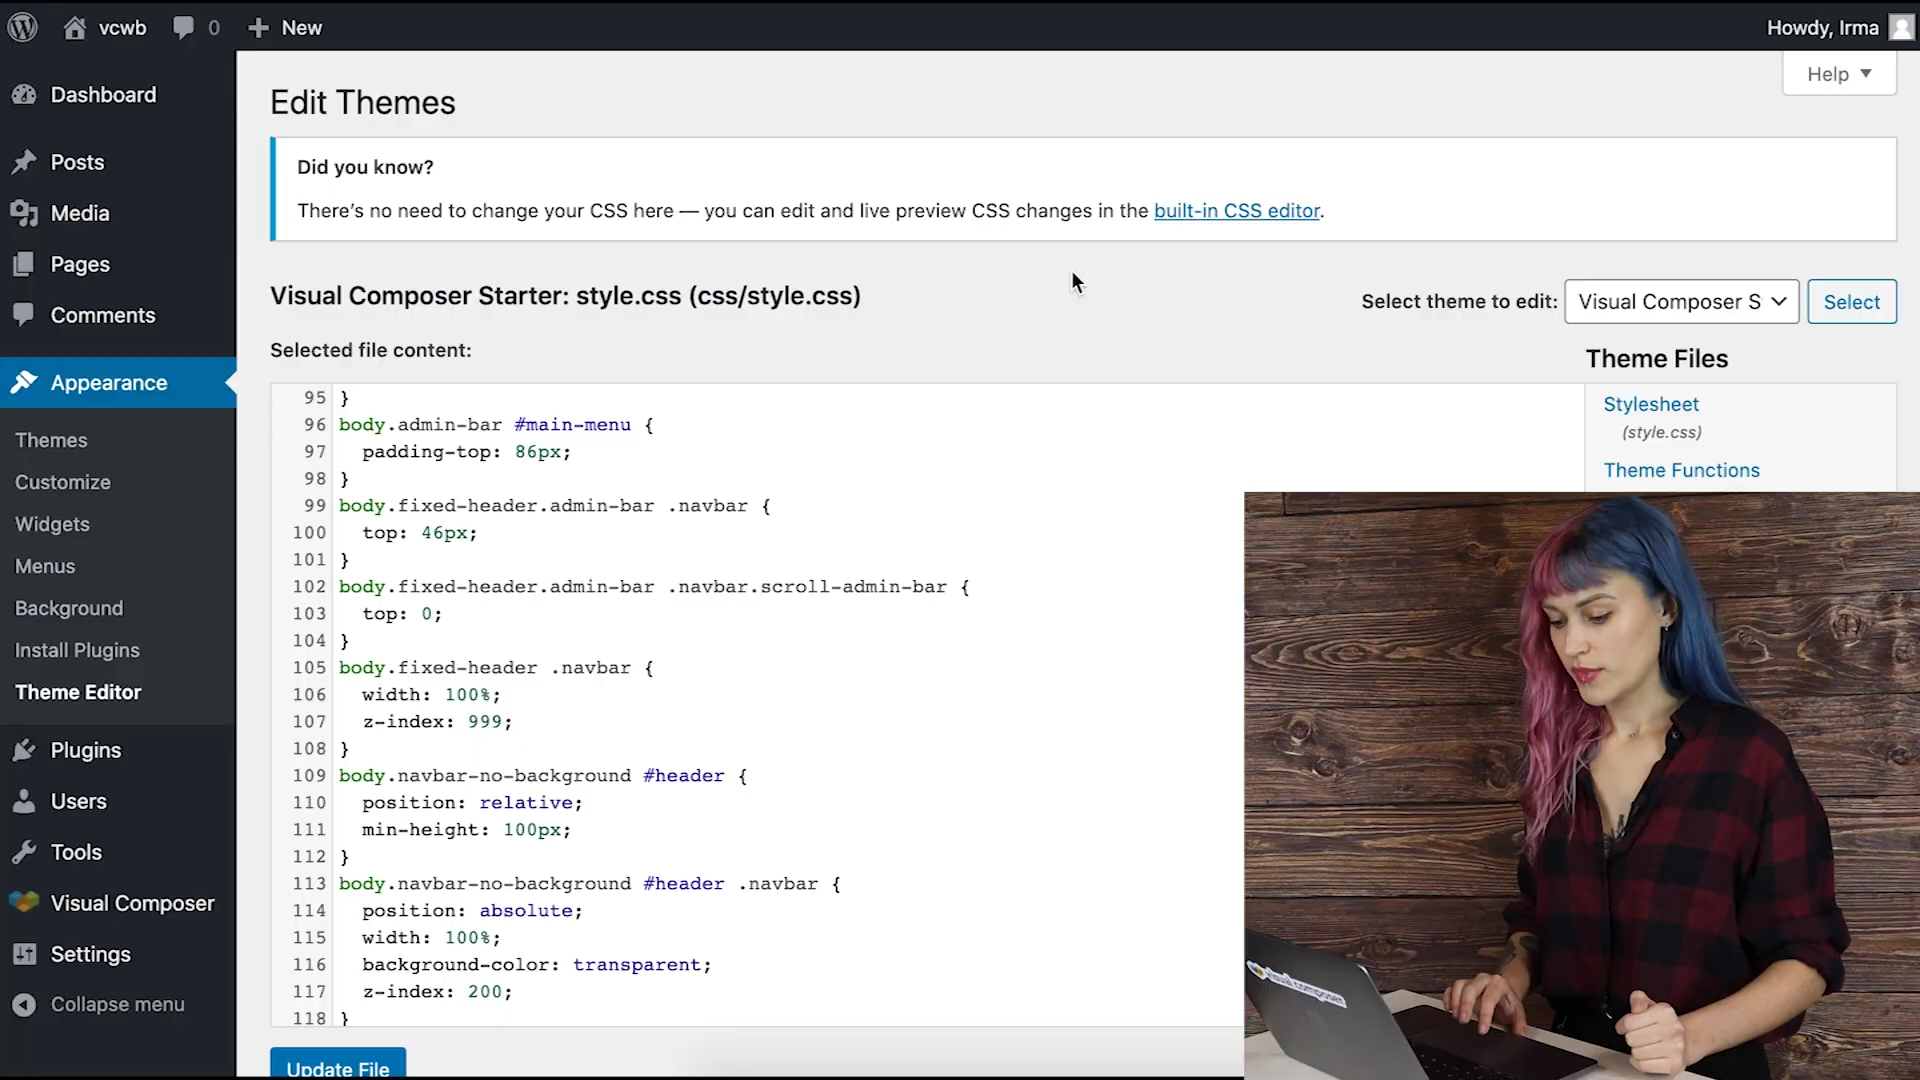 vcwb
0
New
Howdy, Irma
Help
Dashboard
Posts
Media
Pages
Comments
Appearance
Themes
Customize
Widgets
Menus
Background
Install Plugins
Theme Editor
Plugins
Users
Tools
Visual Composer
Settings
Collapse menu
Edit Themes
Did you know?
There's no need to change your CSS here — you can edit and live preview CSS changes in the built-in CSS editor.
Visual Composer Starter: style.css (css/style.css)
Select theme to edit:
Visual Composer S
Select
Selected file content:
95 }
96 body.admin-bar #main-menu {
97 padding-top: 86px;
98 }
99 body.fixed-header.admin-bar .navbar {
100 top: 46px;
101 }
102 body.fixed-header.admin-bar .navbar.scroll-admin-bar {
103 top: 0;
104 }
105 body.fixed-header .navbar {
106 width: 100%;
107 z-index: 999;
108 }
109 body.navbar-no-background #header {
110 position: relative;
111 min-height: 100px;
112 }
113 body.navbar-no-background #header .navbar {
114 position: absolute;
115 width: 100%;
116 background-color: transparent;
117 z-index: 200;
118 }
Update File
Theme Files
Stylesheet
(style.css)
Theme Functions
visual composer